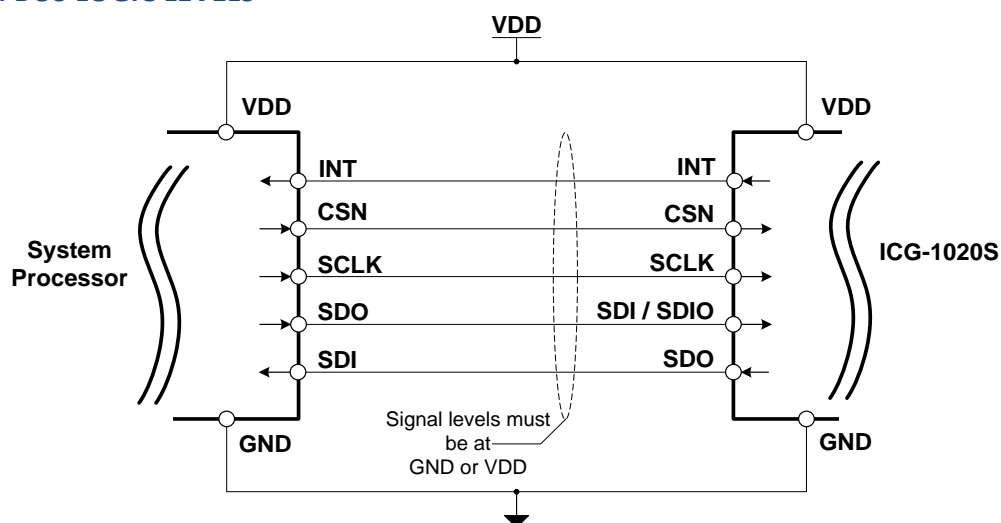 VDD
VDD
VDD
INT
INT
CSN
CSN
System
Processor
SCLK
SCLK
ICG-1020S
SDO
SDI / SDIO
SDI
SDO
Signal levels must
be at
GND or VDD
GND
GND